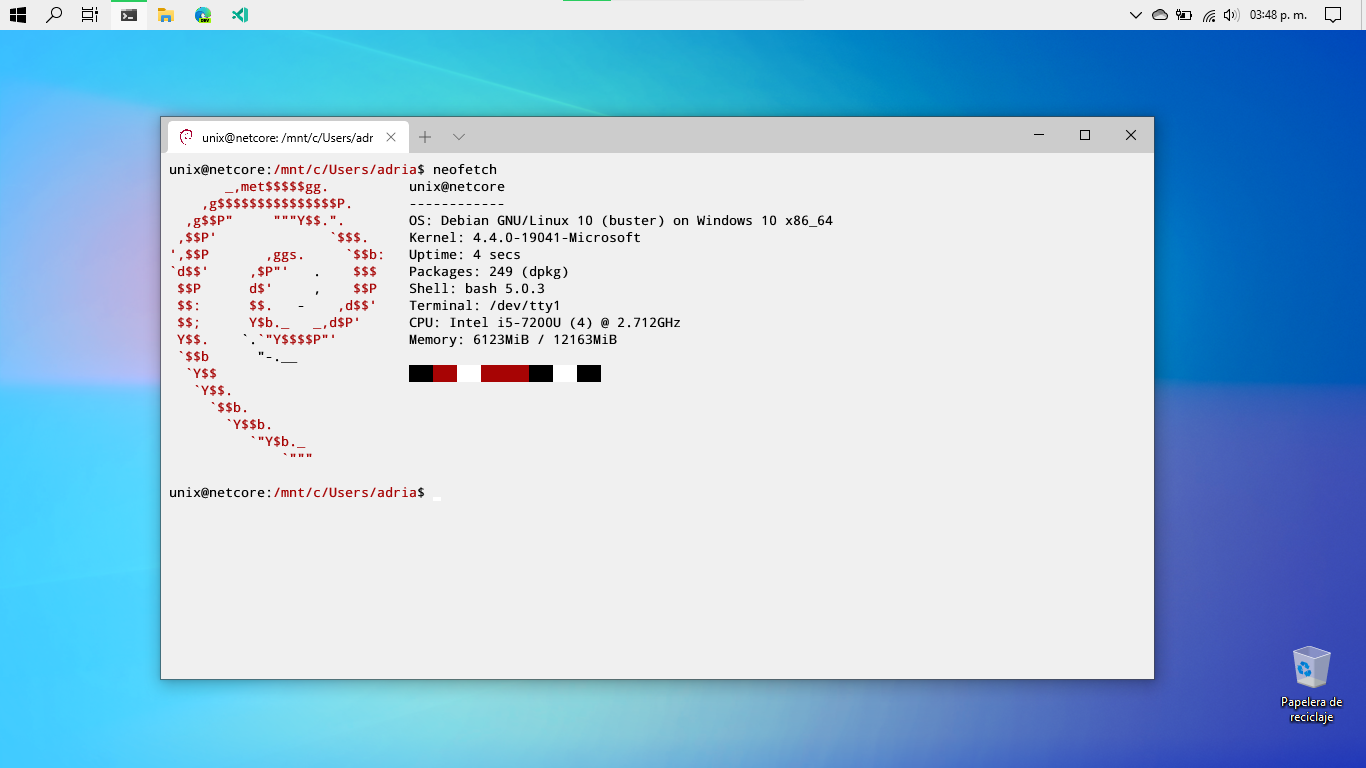 03:48 p. m.
unix@netcore: /mnt/c/Users/adr
unix@netcore:/mnt/c/Users/adria$ neofetch
       _,met$$$$$gg.          unix@netcore
    ,g$$$$$$$$$$$$$$$P.       ------------
  ,g$$P"     """Y$$.".        OS: Debian GNU/Linux 10 (buster) on Windows 10 x86_64
 ,$$P'              `$$$.     Kernel: 4.4.0-19041-Microsoft
',$$P       ,ggs.     `$$b:   Uptime: 4 secs
`d$$'     ,$P"'   .    $$$    Packages: 249 (dpkg)
 $$P      d$'     ,    $$P    Shell: bash 5.0.3
 $$:      $$.   -    ,d$$'    Terminal: /dev/tty1
 $$;      Y$b._   _,d$P'      CPU: Intel i5-7200U (4) @ 2.712GHz
 Y$$.    `.`"Y$$$$P"'         Memory: 6123MiB / 12163MiB
 `$$b      "-.__
  `Y$$
   `Y$$.
     `$$b.
       `Y$$b.
          `"Y$b._
              `"""
unix@netcore:/mnt/c/Users/adria$
Papelera de
reciclaje